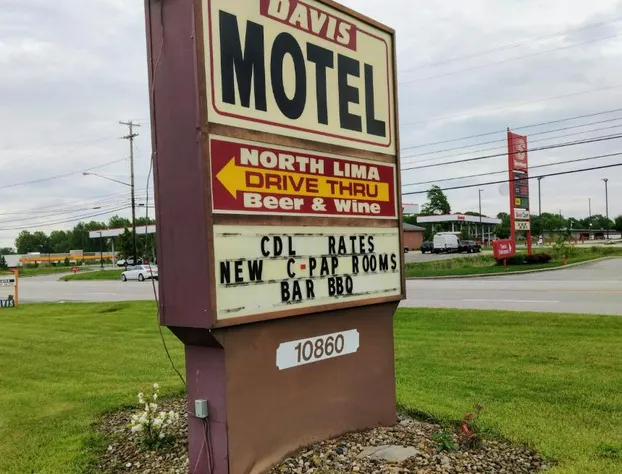 DAVIS
MOTEL
NORTH LIMA
DRIVE THRU
Beer & Wine
CDL RATES
NEW C-PAP ROOMS
BAR BBQ
10860